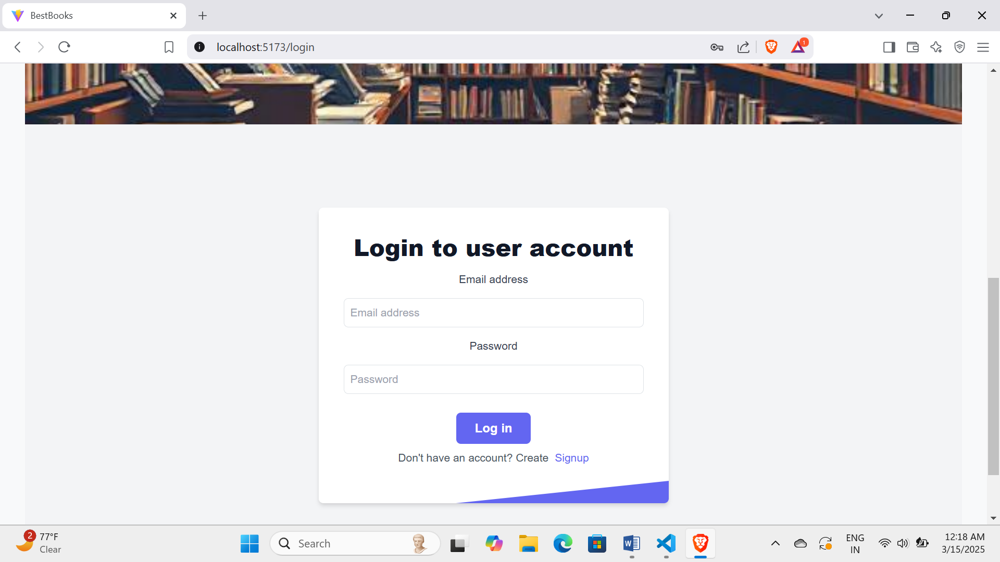 BestBooks
localhost:5173/login
1
Login to user account
Email address
Email address
Password
Password
Log in
Don't have an account? Create Signup
2
77°F
Clear
Search
W
ENG
IN
12:18 AM
3/15/2025